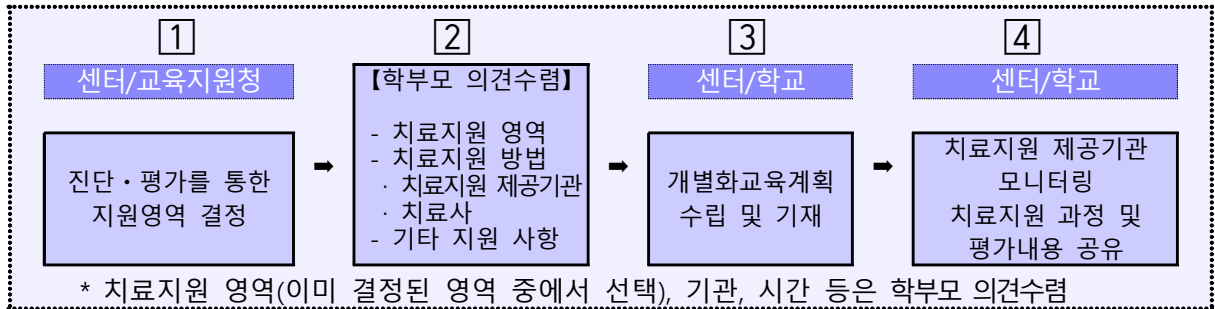 1
센터/교육지원청
진단・평가를 통한
지원영역 결정
➡
2
【학부모 의견수렴】
- 치료지원 영역
- 치료지원 방법
· 치료지원 제공기관
· 치료사
- 기타 지원 사항
➡
3
센터/학교
개별화교육계획
수립 및 기재
➡
4
센터/학교
치료지원 제공기관
모니터링
치료지원 과정 및
평가내용 공유
* 치료지원 영역(이미 결정된 영역 중에서 선택), 기관, 시간 등은 학부모 의견수렴